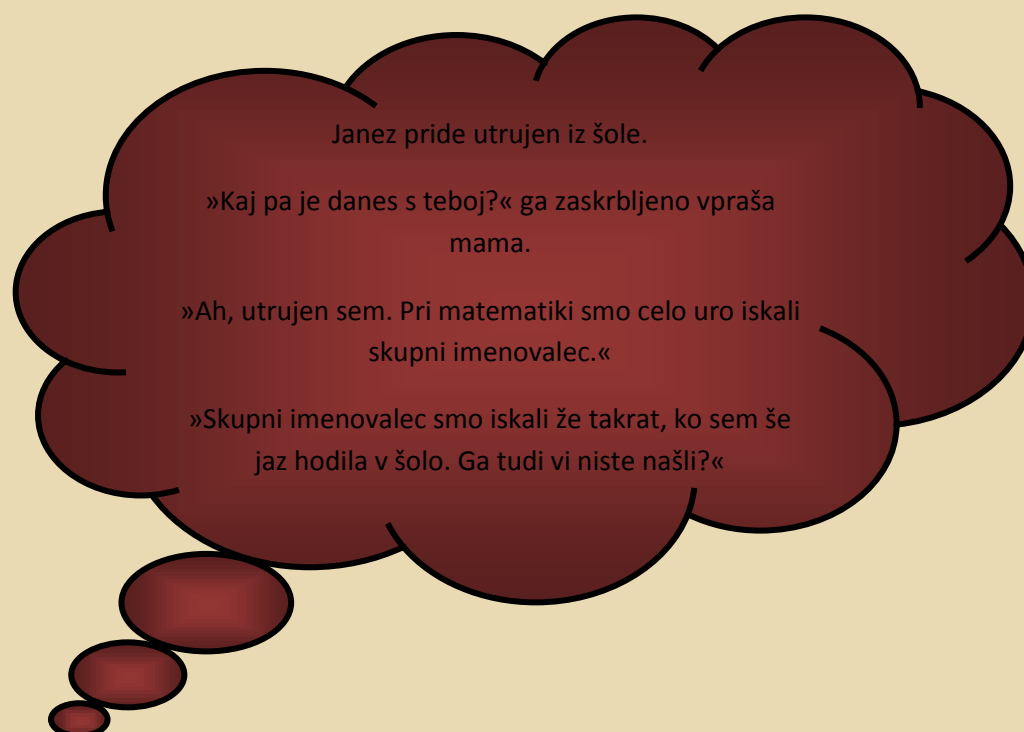 Janez pride utrujen iz šole.
»Kaj pa je danes s teboj?« ga zaskrbljeno vpraša
mama.
»Ah, utrujen sem. Pri matematiki smo celo uro iskali
skupni imenovalec.«
»Skupni imenovalec smo iskali že takrat, ko sem še
jaz hodila v šolo. Ga tudi vi niste našli?«